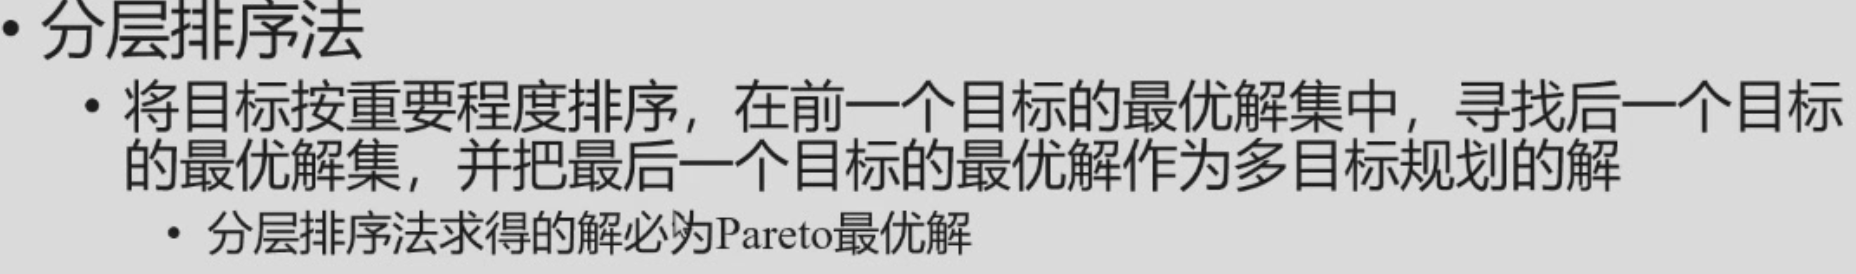 • 分层排序法
• 将目标按重要程度排序，在前一个目标的最优解集中，寻找后一个目标
的最优解集，并把最后一个目标的最优解作为多目标规划的解
• 分层排序法求得的解必为Pareto最优解